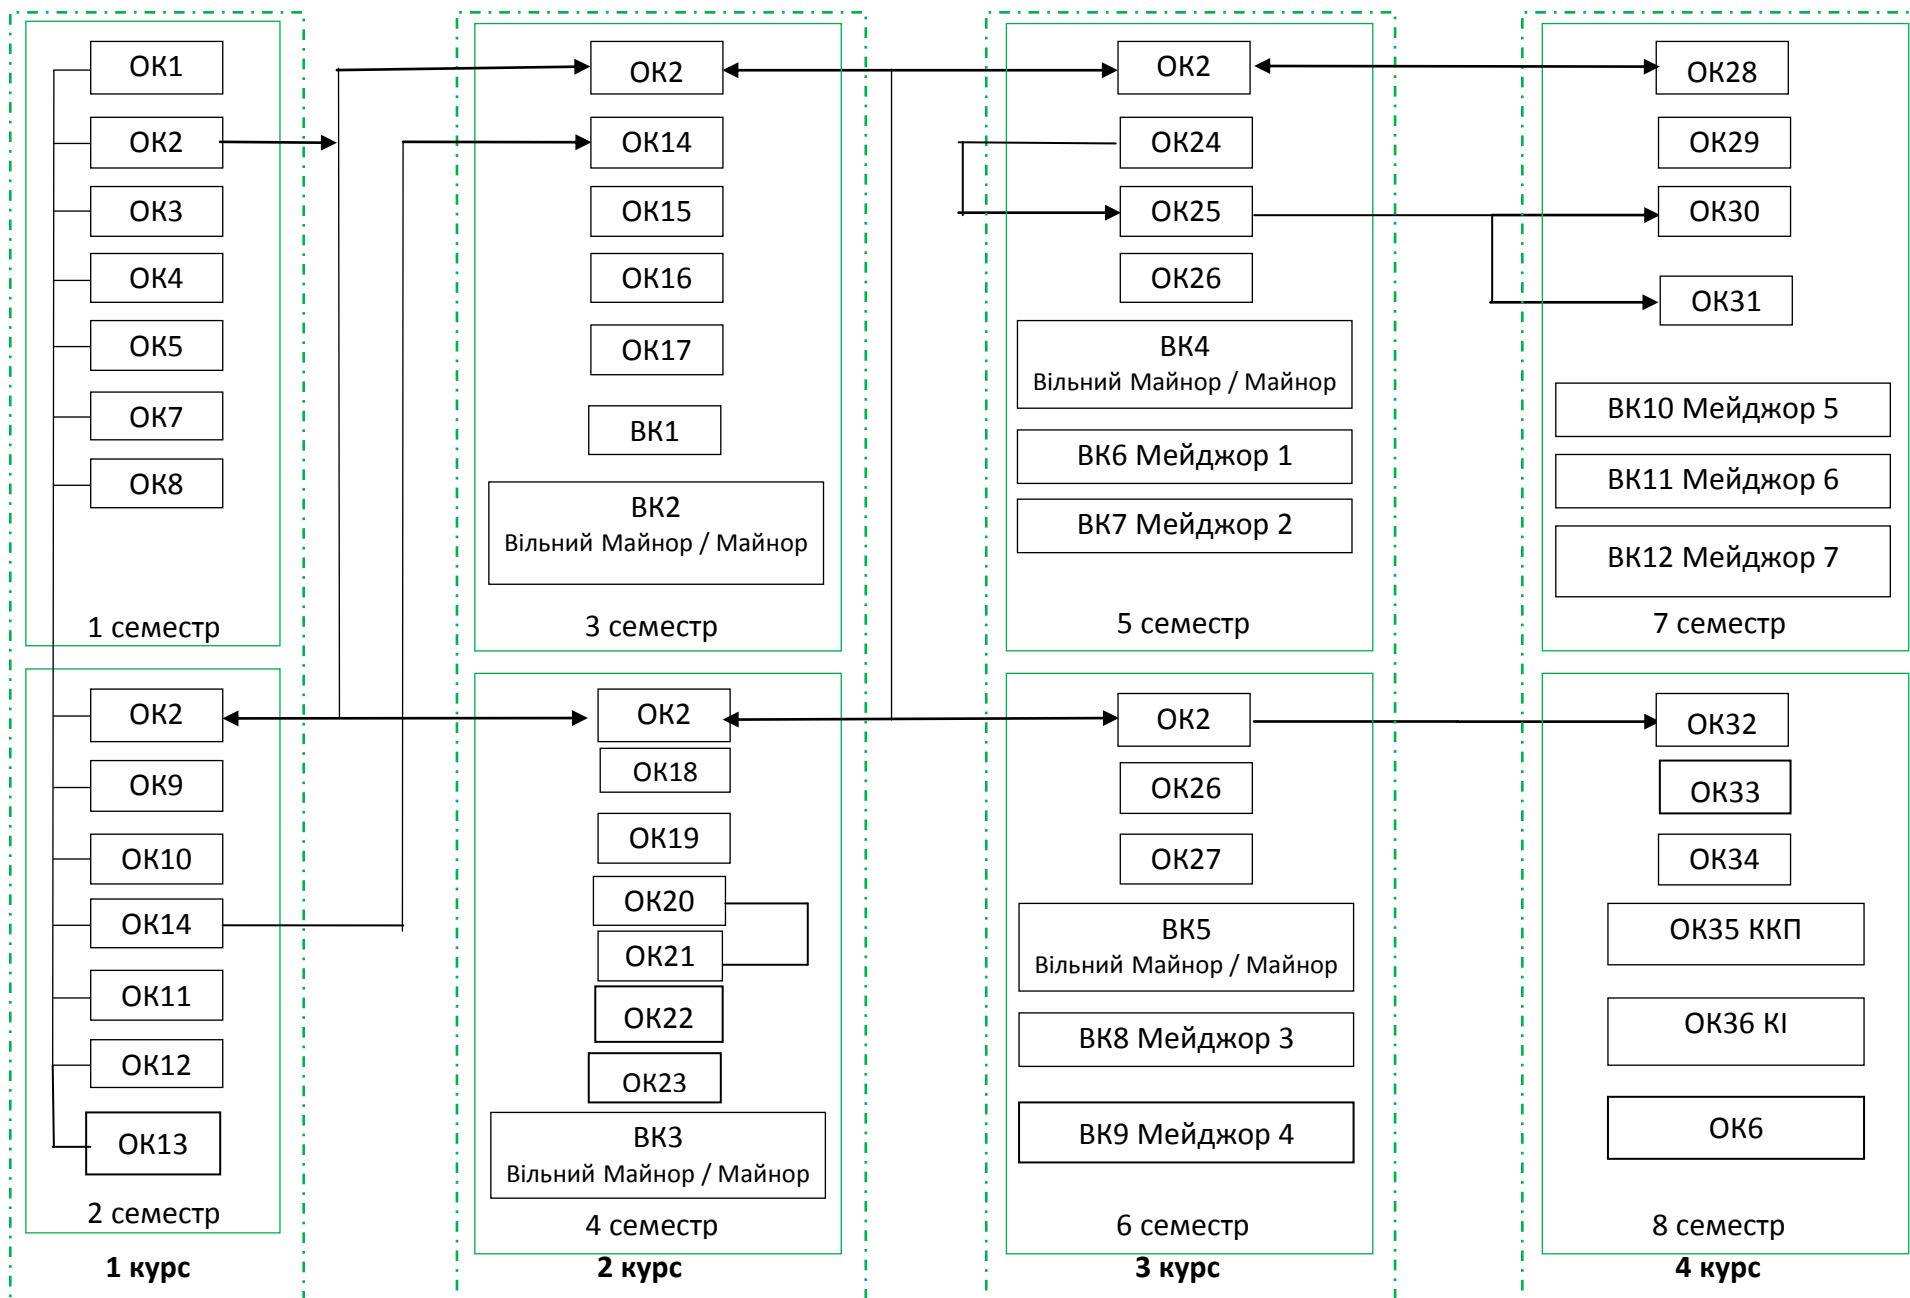 ОК1
ОК2
ОК3
ОК4
ОК5
ОК7
ОК8
1 семестр
ОК2
ОК9
ОК10
ОК14
ОК11
ОК12
ОК13
2 семестр
1 курс
ОК2
ОК14
ОК15
ОК16
ОК17
ВК1
ВК2
Вільний Майнор / Майнор
3 семестр
ОК2
ОК18
ОК19
ОК20
ОК21
ОК22
ОК23
ВК3
Вільний Майнор / Майнор
4 семестр
2 курс
ОК2
ОК24
ОК25
ОК26
ВК4
Вільний Майнор / Майнор
ВК6 Мейджор 1
ВК7 Мейджор 2
5 семестр
ОК2
ОК26
ОК27
ВК5
Вільний Майнор / Майнор
ВК8 Мейджор 3
ВК9 Мейджор 4
6 семестр
3 курс
ОК28
ОК29
ОК30
ОК31
ВК10 Мейджор 5
ВК11 Мейджор 6
ВК12 Мейджор 7
7 семестр
ОК32
ОК33
ОК34
ОК35 ККП
ОК36 КІ
ОК6
8 семестр
4 курс